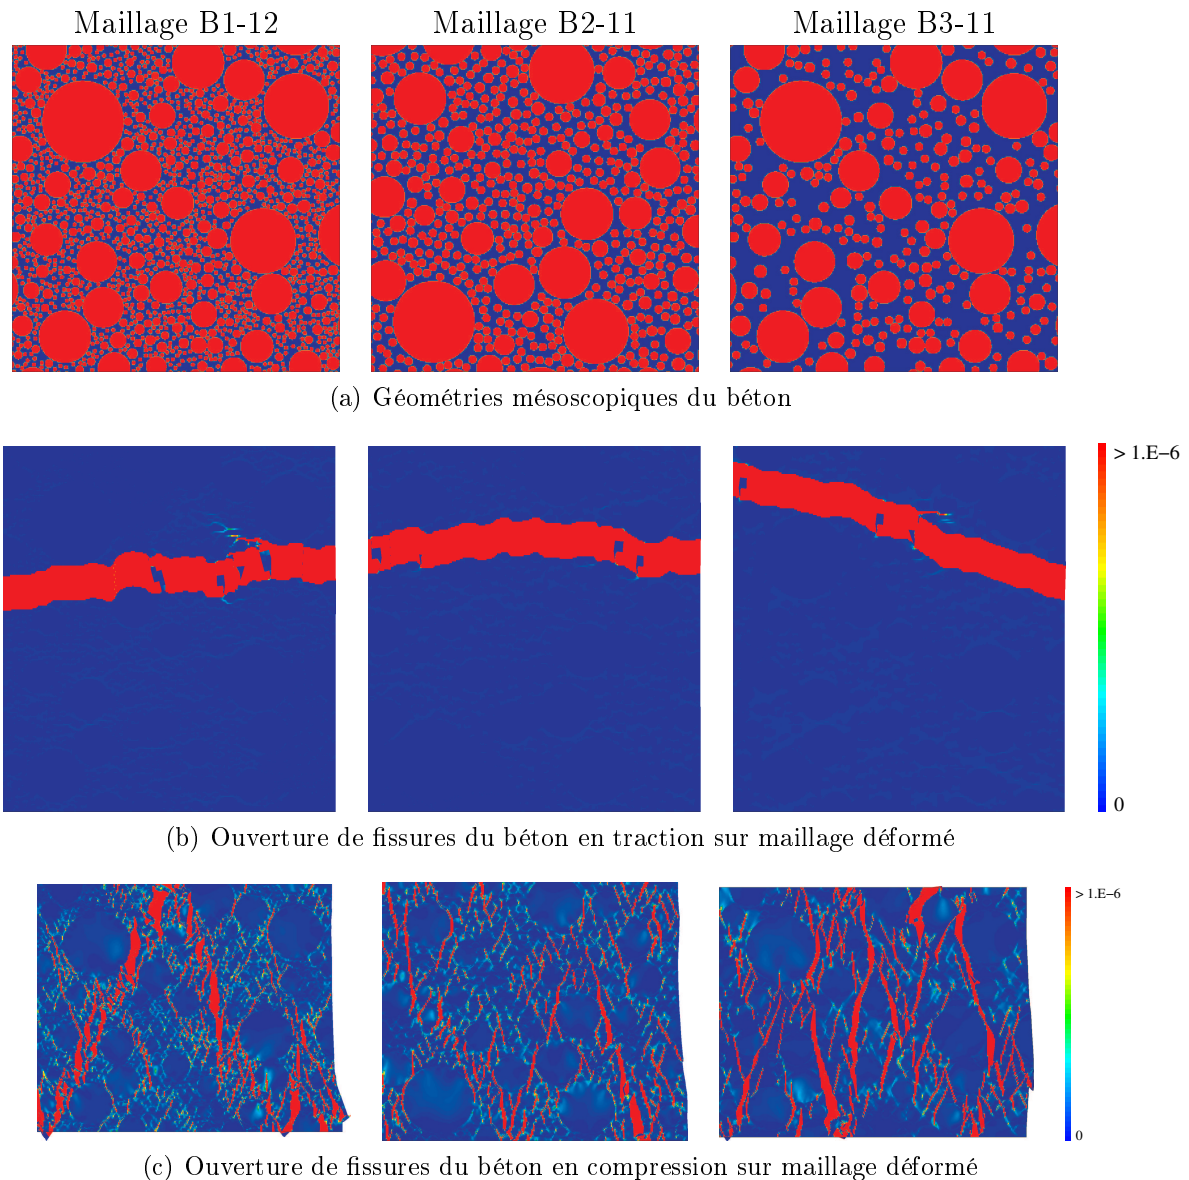 Maillage B1-12
Maillage B2-11
Maillage B3-11
(a) Géométries mésoscopiques du béton
> 1.E−6
0
(b) Ouverture de fissures du béton en traction sur maillage déformé
> 1.E−6
0
(c) Ouverture de fissures du béton en compression sur maillage déformé